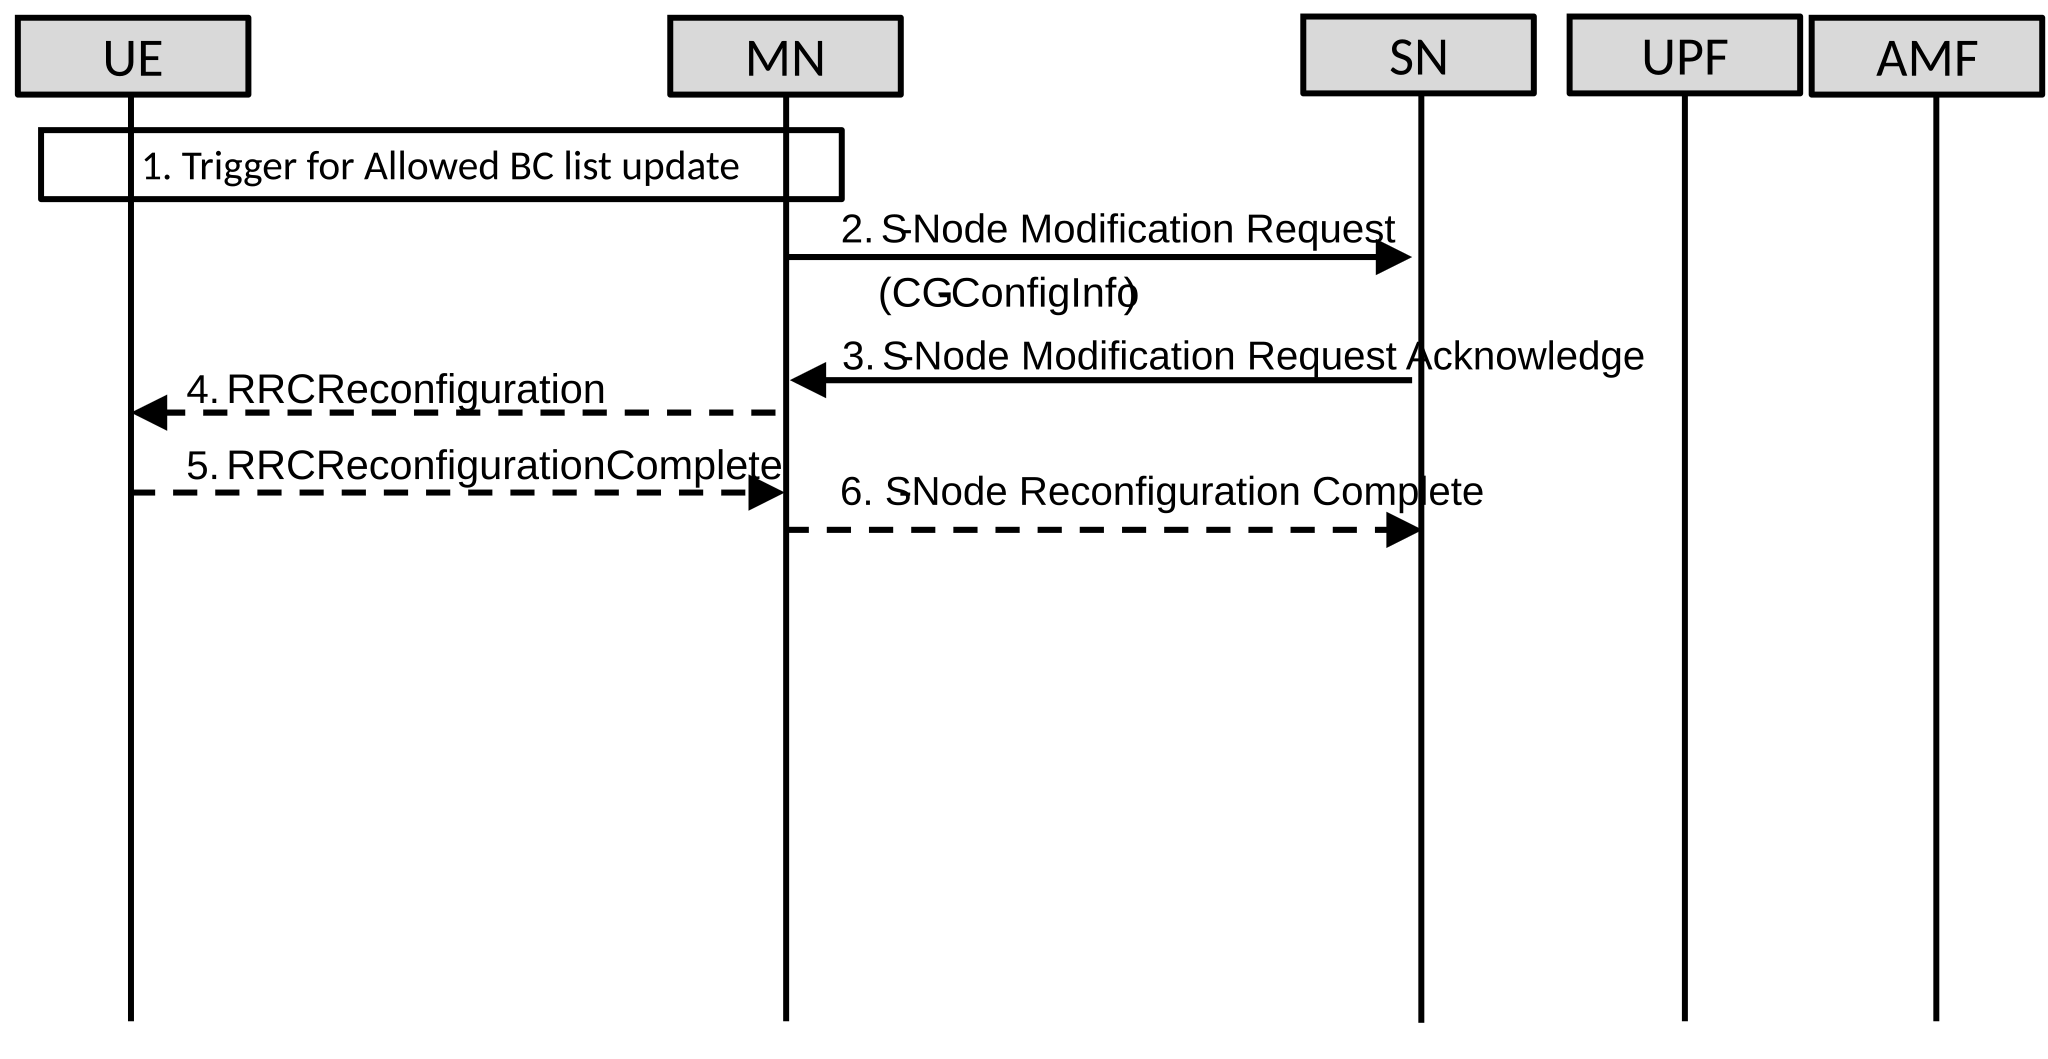 UE
MN
SN
UPF
AMF
1. Trigger for Allowed BC list update
2. S-Node Modification Request
(CG-ConfigInfo)
3. S-Node Modification Request Acknowledge
4. RRCReconfiguration
5. RRCReconfigurationComplete
6. S-Node Reconfiguration Complete